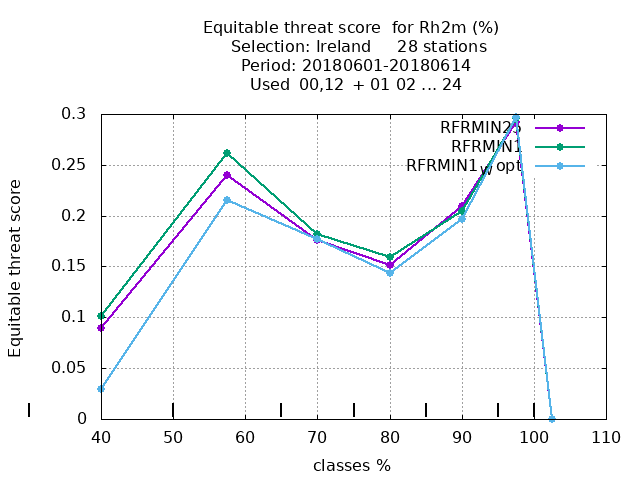 Equitable threat score for Rh2m (%)
Selection: Ireland 28 stations
Period: 20180601-20180614
Used 00,12 + 01 02 ... 24
Equitable threat score
0.3
0.25
0.2
0.15
0.1
0.05
0
RFRMIN25
RFRMIN1
40 50 60 70 80 90 100 110
classes %